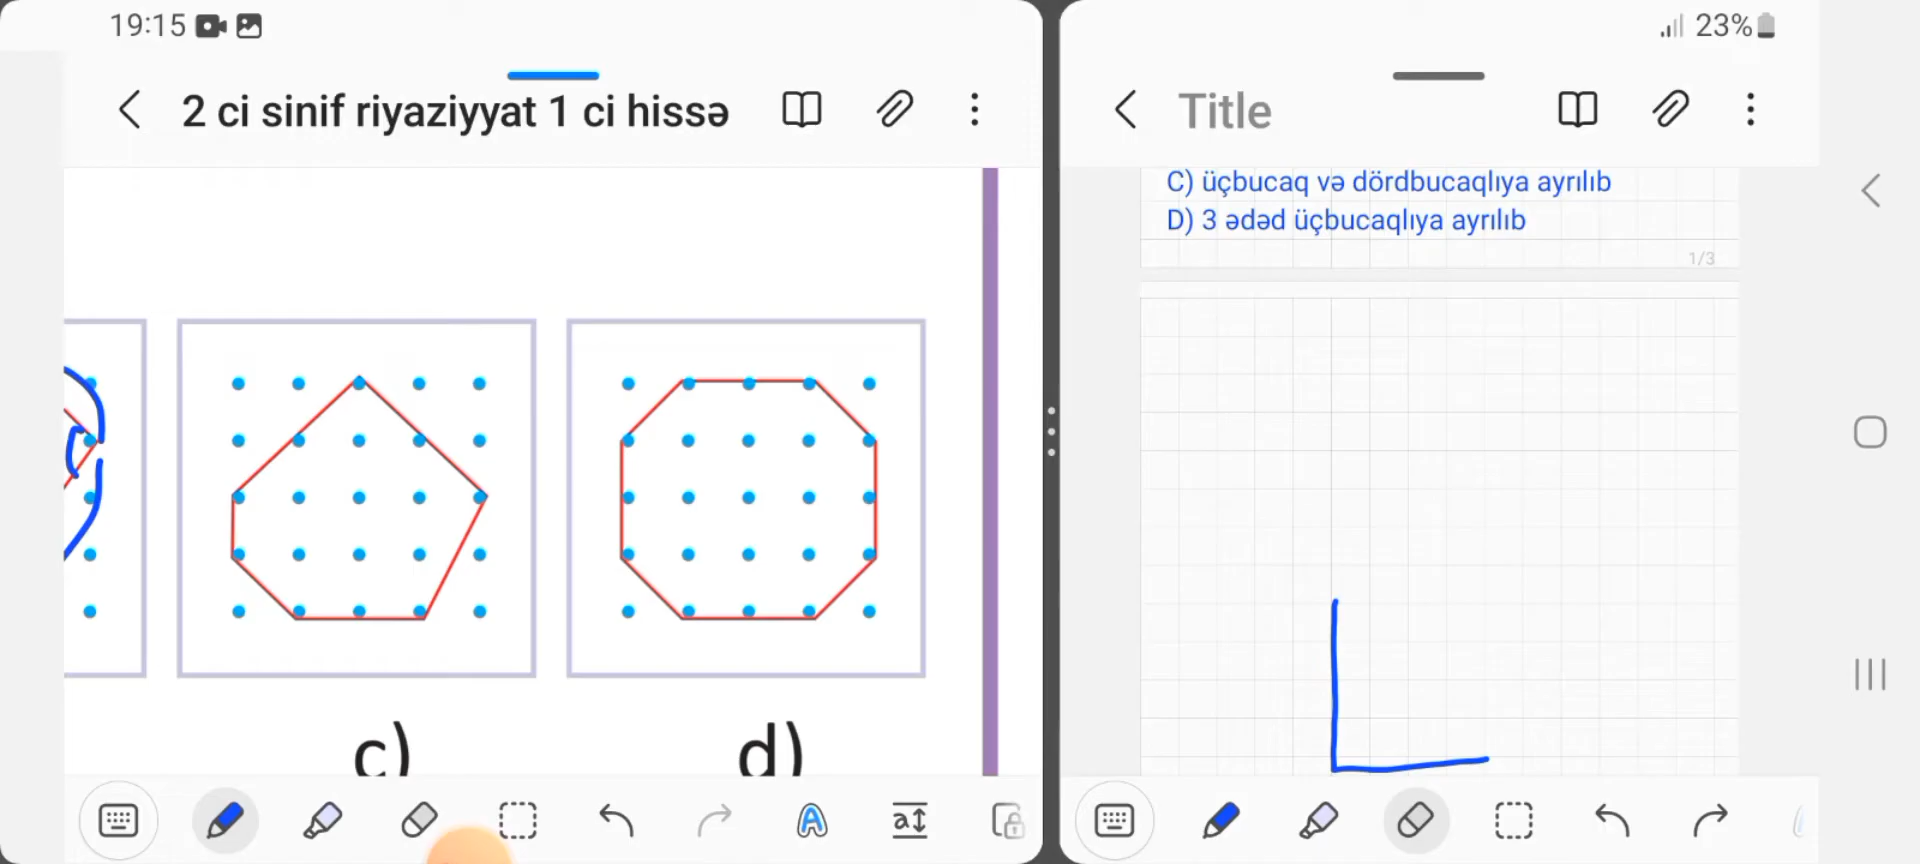 19:15
23%
2 ci sinif riyaziyyat 1 ci hissə
Title
C) üçbucaq və dördbucaqlıya ayrılıb
D) 3 ədəd üçbucaqlıya ayrılıb
1/3
c)
d)
A
a